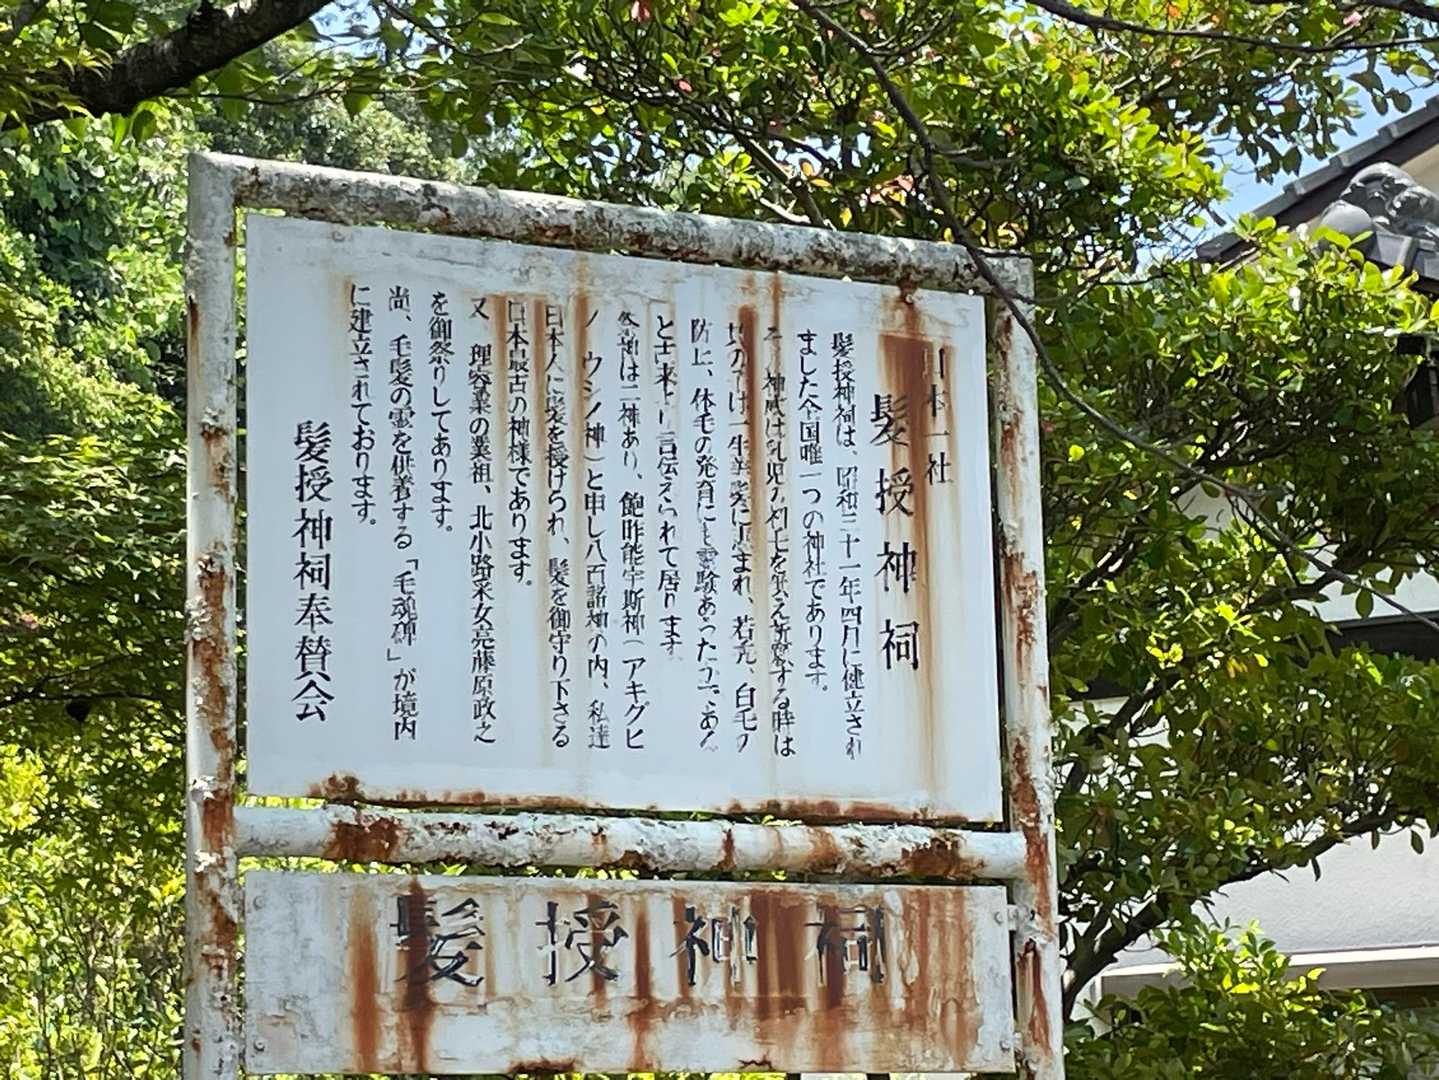 日本一社
髪授神祠
髪授神祠は、昭和三十一年四月に建立され
ました全国唯一つの神社であります。
神威は乳児の初毛を供え祈願する時は
其の子は一生美髪に恵まれ、若禿、白毛の
防止、体毛の発育にも霊験あったかであん
と古来より言伝えられて居ります
祭神は二神あり、飽昨能宇斯神(アキグヒ
ノウシノ神)と申し八百諸神の内、私達
日本人に髪を授けられ、髪を御守り下さる
日本最古の神様であります。
又、理容業の業祖、北小路采女亮藤原政之
を御祭りしてあります。
尚、毛髪の霊を供養する「毛魂碑」が境内
に建立されております。
髪授神祠奉賛会
髪授神祠